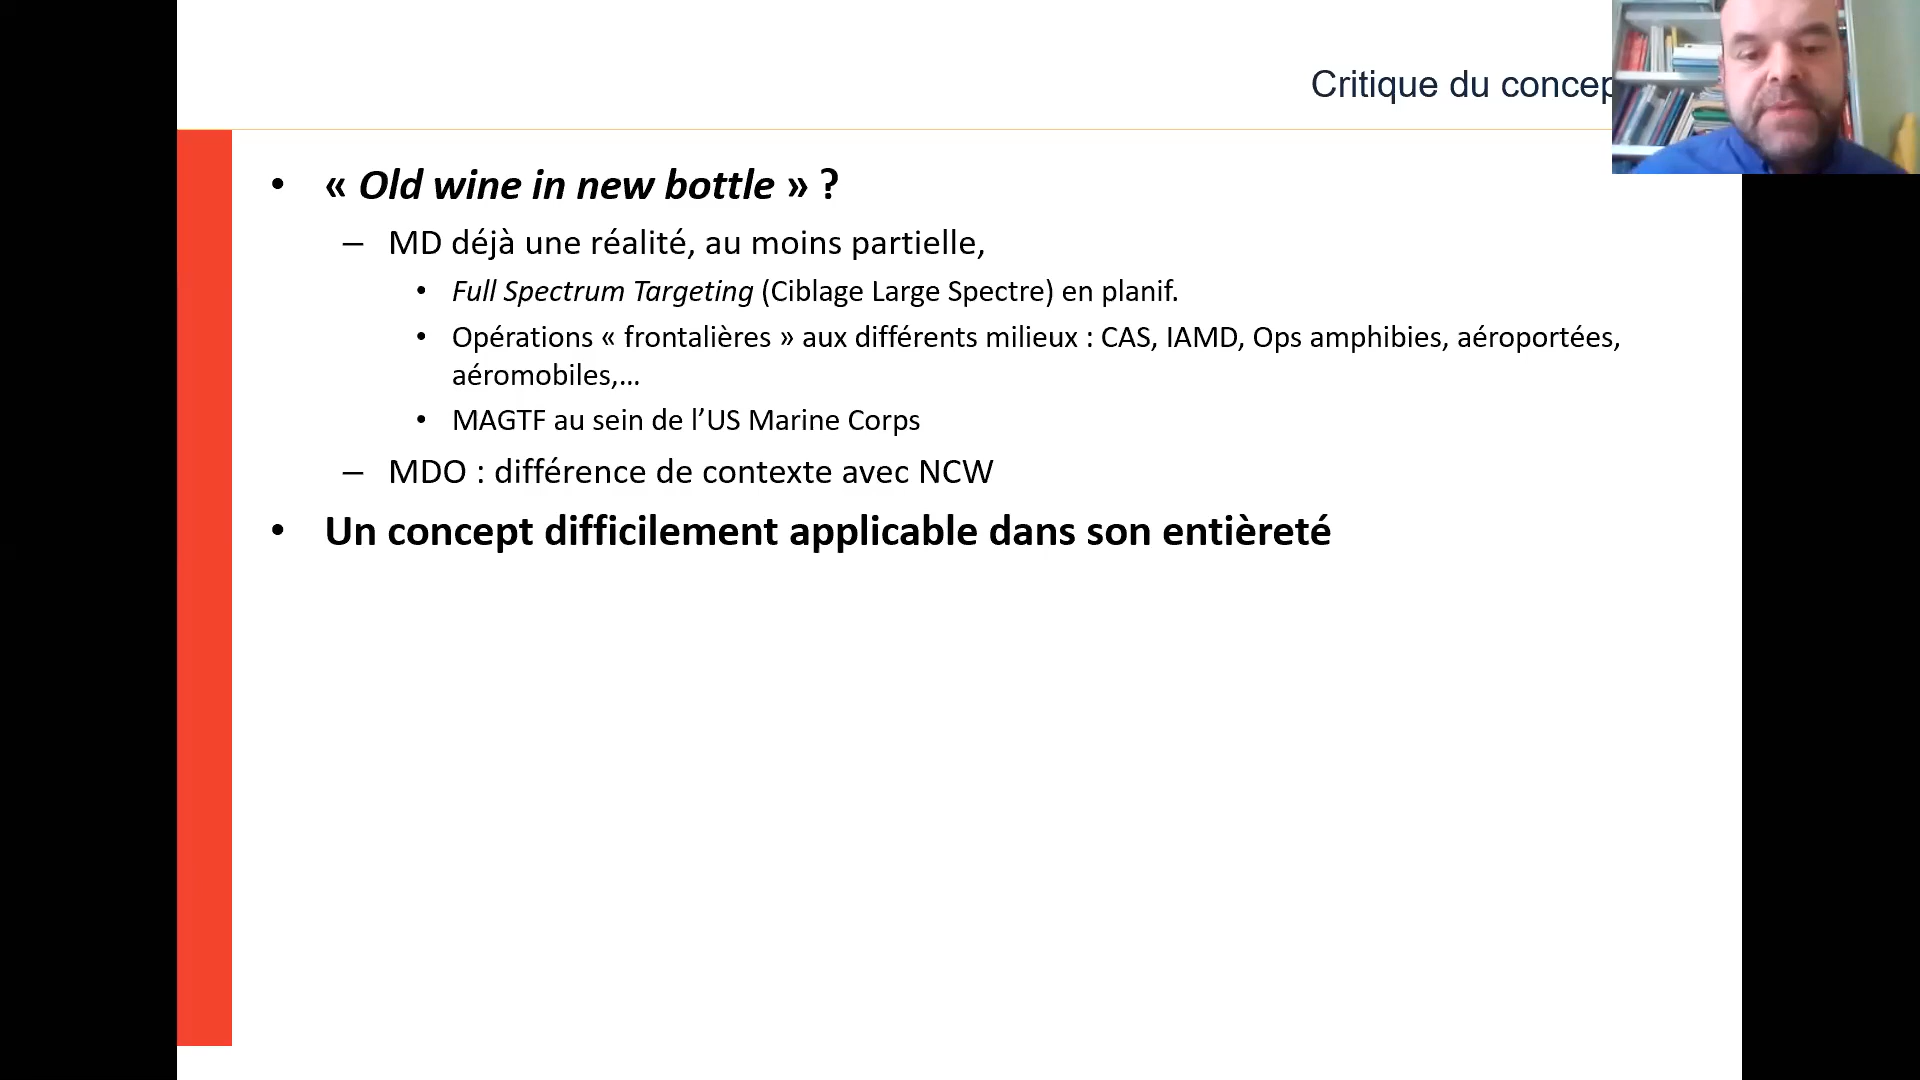 Critique du concep
• « Old wine in new bottle » ?
– MD déjà une réalité, au moins partielle,
• Full Spectrum Targeting (Ciblage Large Spectre) en planif.
• Opérations « frontalières » aux différents milieux : CAS, IAMD, Ops amphibies, aéroportées,
aéromobiles,...
• MAGTF au sein de l’US Marine Corps
– MDO : différence de contexte avec NCW
• Un concept difficilement applicable dans son entièreté